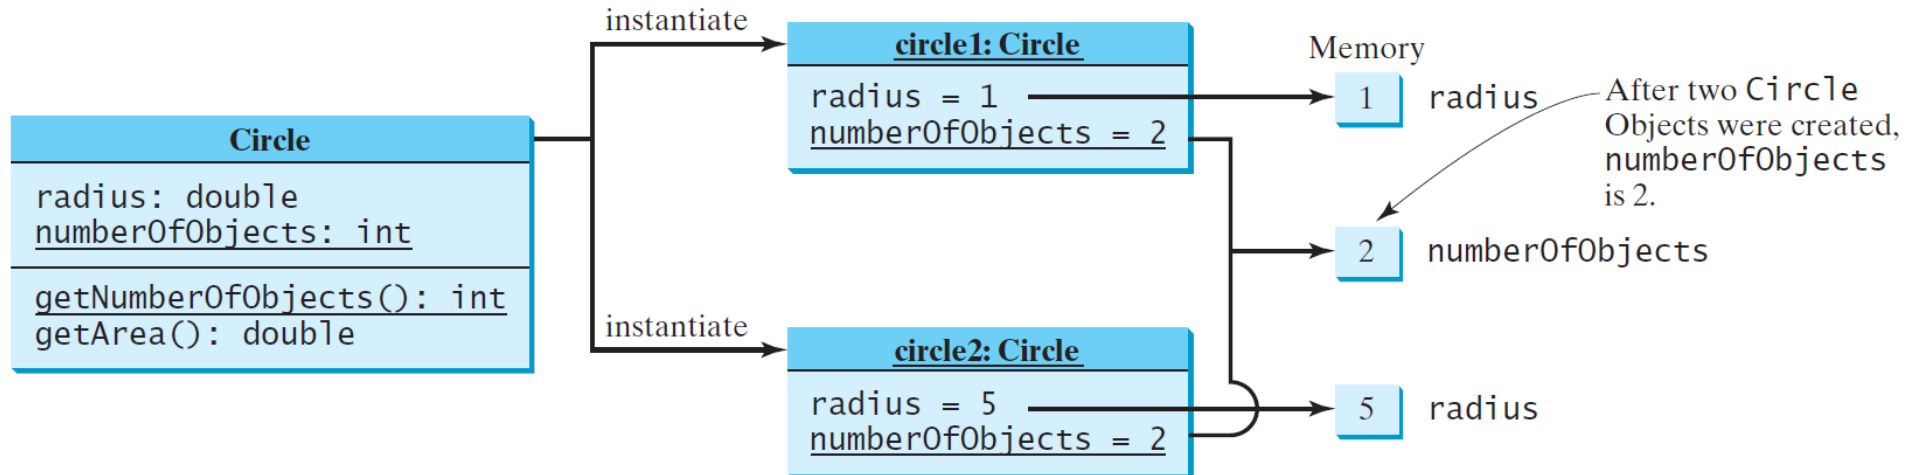 Circle
radius: double
numberOfObjects: int
getNumberOfObjects(): int
getArea(): double
instantiate
circle1: Circle
radius = 1
numberOfObjects = 2
instantiate
circle2: Circle
radius = 5
numberOfObjects = 2
Memory
1 radius
2 numberOfObjects
5 radius
After two Circle
Objects were created,
numberOfObjects
is 2.